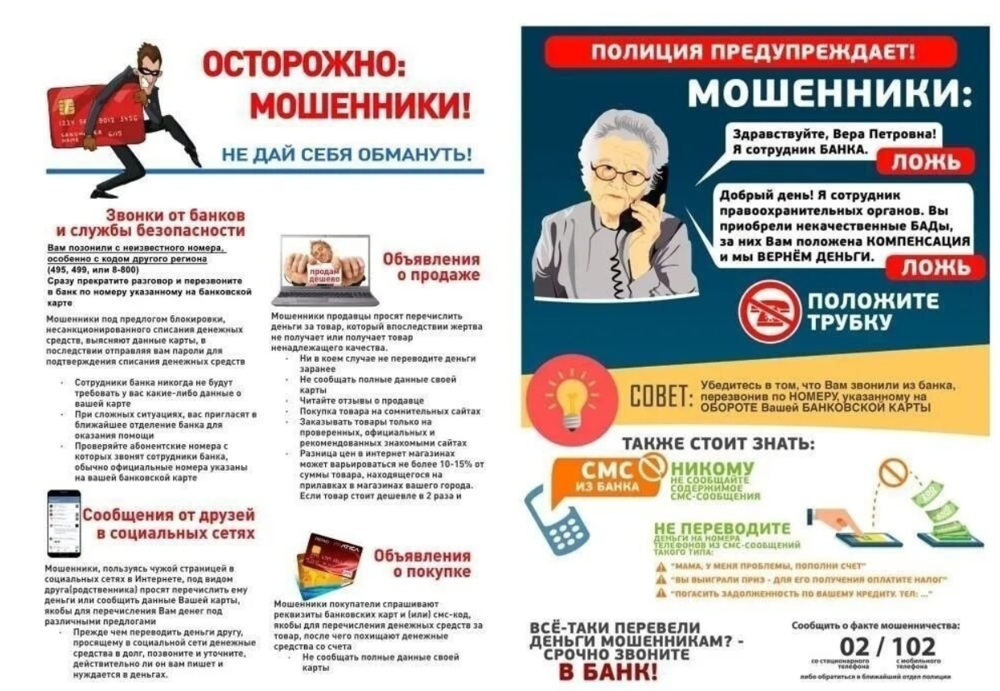 ОСТОРОЖНО:
МОШЕННИКИ!
НЕ ДАЙ СЕБЯ ОБМАНУТЬ!
Звонки от банков
и службы безопасности
Вам позонили с неизвестного номера,
особенно с кодом другого региона
(495, 499, или 8-800)
Сразу прекратите разговор и перезвоните
в банк по номеру указанному на банковской
карте
Мошенники под предлогом блокировки,
несанкционированного списания денежных
средств, выясняют данные карты, в
последствии отправляя вам пароли для
подтверждения списания денежных средств
· Сотрудники банка никогда не будут
требовать у вас какие-либо данные о
вашей карте
· При сложных ситуациях, вас пригласят в
ближайшее отделение банка для
оказания помощи
· Проверяйте абонентские номера с
которых звонят сотрудники банка,
обычно официальные номера указаны
на вашей банковской карте
Сообщения от друзей
в социальных сетях
Мошенники, пользуясь чужой страницей в
социальных сетях в Интернете, под видом
друга(родственника) просят перечислить ему
деньги или сообщить данные Вашей карты,
якобы для перечисления Вам денег под
различными предлогами
· Прежде чем переводить деньги другу,
просящему в социальной сети денежные
средства в долг, позвоните и уточните,
действительно ли он вам пишет и
нуждается в деньгах.
продам
дешево
Объявления
о продаже
Мошенники продавцы просят перечислить
деньги за товар, который впоследствии жертва
не получает или получает товар
ненадлежащего качества.
· Ни в коем случае не переводите деньги
заранее
· Не сообщать полные данные своей
карты
· Читайте отзывы о продавце
· Покупка товара на сомнительных сайтах
· Заказывать товары только на
проверенных, официальных и
рекомендованных знакомыми сайтах
· Разница цен в интернет магазинах
может варьироваться не более 10-15% от
суммы товара, находящегося на
прилавках в магазинах вашего города.
Если товар стоит дешевле в 2 раза и
Объявления
о покупке
Мошенники покупатели спрашивают
реквизиты банковских карт и (или) смс-код,
якобы для перечисления денежных средств за
товар, после чего похищают денежные
средства со счета
· Не сообщать полные данные своей
карты
ПОЛИЦИЯ ПРЕДУПРЕЖДАЕТ!
МОШЕННИКИ:
Здравствуйте, Вера Петровна!
Я сотрудник БАНКА.
ЛОЖЬ
Добрый день! Я сотрудник
правоохранительных органов. Вы
приобрели некачественные БАДы,
за них Вам положена КОМПЕНСАЦИЯ
и мы ВЕРНЁМ ДЕНЬГИ.
ЛОЖЬ
ПОЛОЖИТЕ
ТРУБКУ
СОВЕТ:
Убедитесь в том, что Вам звонили из банка,
перезвонив по НОМЕРУ, указанному на
ОБОРОТЕ Вашей БАНКОВСКОЙ КАРТЫ
ТАКЖЕ СТОИТ ЗНАТЬ:
СМС
ИЗ БАНКА
НИКОМУ
НЕ СООБЩАЙТЕ
СОДЕРЖИМОЕ
СМС-СООБЩЕНИЯ
НЕ ПЕРЕВОДИТЕ
ДЕНЬГИ НА НОМЕРА
ТЕЛЕФОНОВ ИЗ СМС-СООБЩЕНИЙ
ТАКОГО ТИПА:
"МАМА, У МЕНЯ ПРОБЛЕМЫ, ПОПОЛНИ СЧЕТ"
"ВЫ ВЫИГРАЛИ ПРИЗ - ДЛЯ ЕГО ПОЛУЧЕНИЯ ОПЛАТИТЕ НАЛОГ"
"ПОГАСИТЬ ЗАДОЛЖЕННОСТЬ ПО ВАШЕМУ КРЕДИТУ. ТЕЛ: ..."
ВСЁ-ТАКИ ПЕРЕВЕЛИ
ДЕНЬГИ МОШЕННИКАМ? -
СРОЧНО ЗВОНИТЕ
В БАНК!
Сообщить о факте мошенничества:
02 / 102
со стационарного телефона
с мобильного телефона
либо обратиться в ближайший отдел полиции